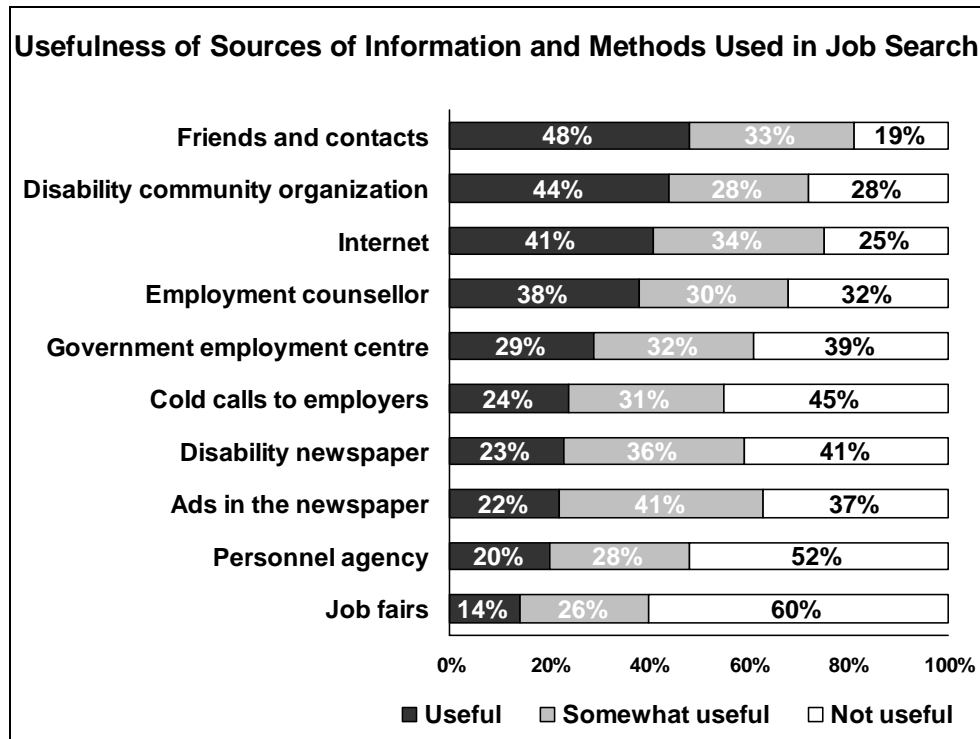 Usefulness of Sources of Information and Methods Used in Job Search
Friends and contacts 48% 33% 19%
Disability community organization 44% 28% 28%
Internet 41% 34% 25%
Employment counsellor 38% 30% 32%
Government employment centre 29% 32% 39%
Cold calls to employers 24% 31% 45%
Disability newspaper 23% 36% 41%
Ads in the newspaper 22% 41% 37%
Personnel agency 20% 28% 52%
Job fairs 14% 26% 60%
0% 20% 40% 60% 80% 100%
Useful Somewhat useful Not useful